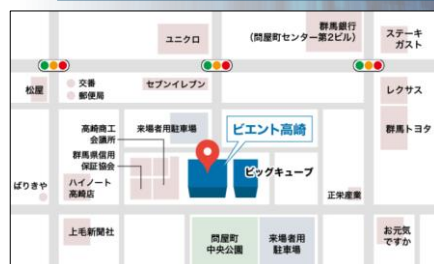 ユニクロ
群馬銀行
(問屋町センター第2ビル)
ステーキ
ガスト
松屋
交番
郵便局
セブンイレブン
レクサス
高崎商工
会議所
来場者用駐車場
ビエント高崎
群馬トヨタ
群馬県信用
保証協会
ビッグキューブ
ばりきや
ハイノート
高崎店
正栄産業
上毛新聞社
問屋町
中央公園
来場者用
駐車場
お元気
ですか